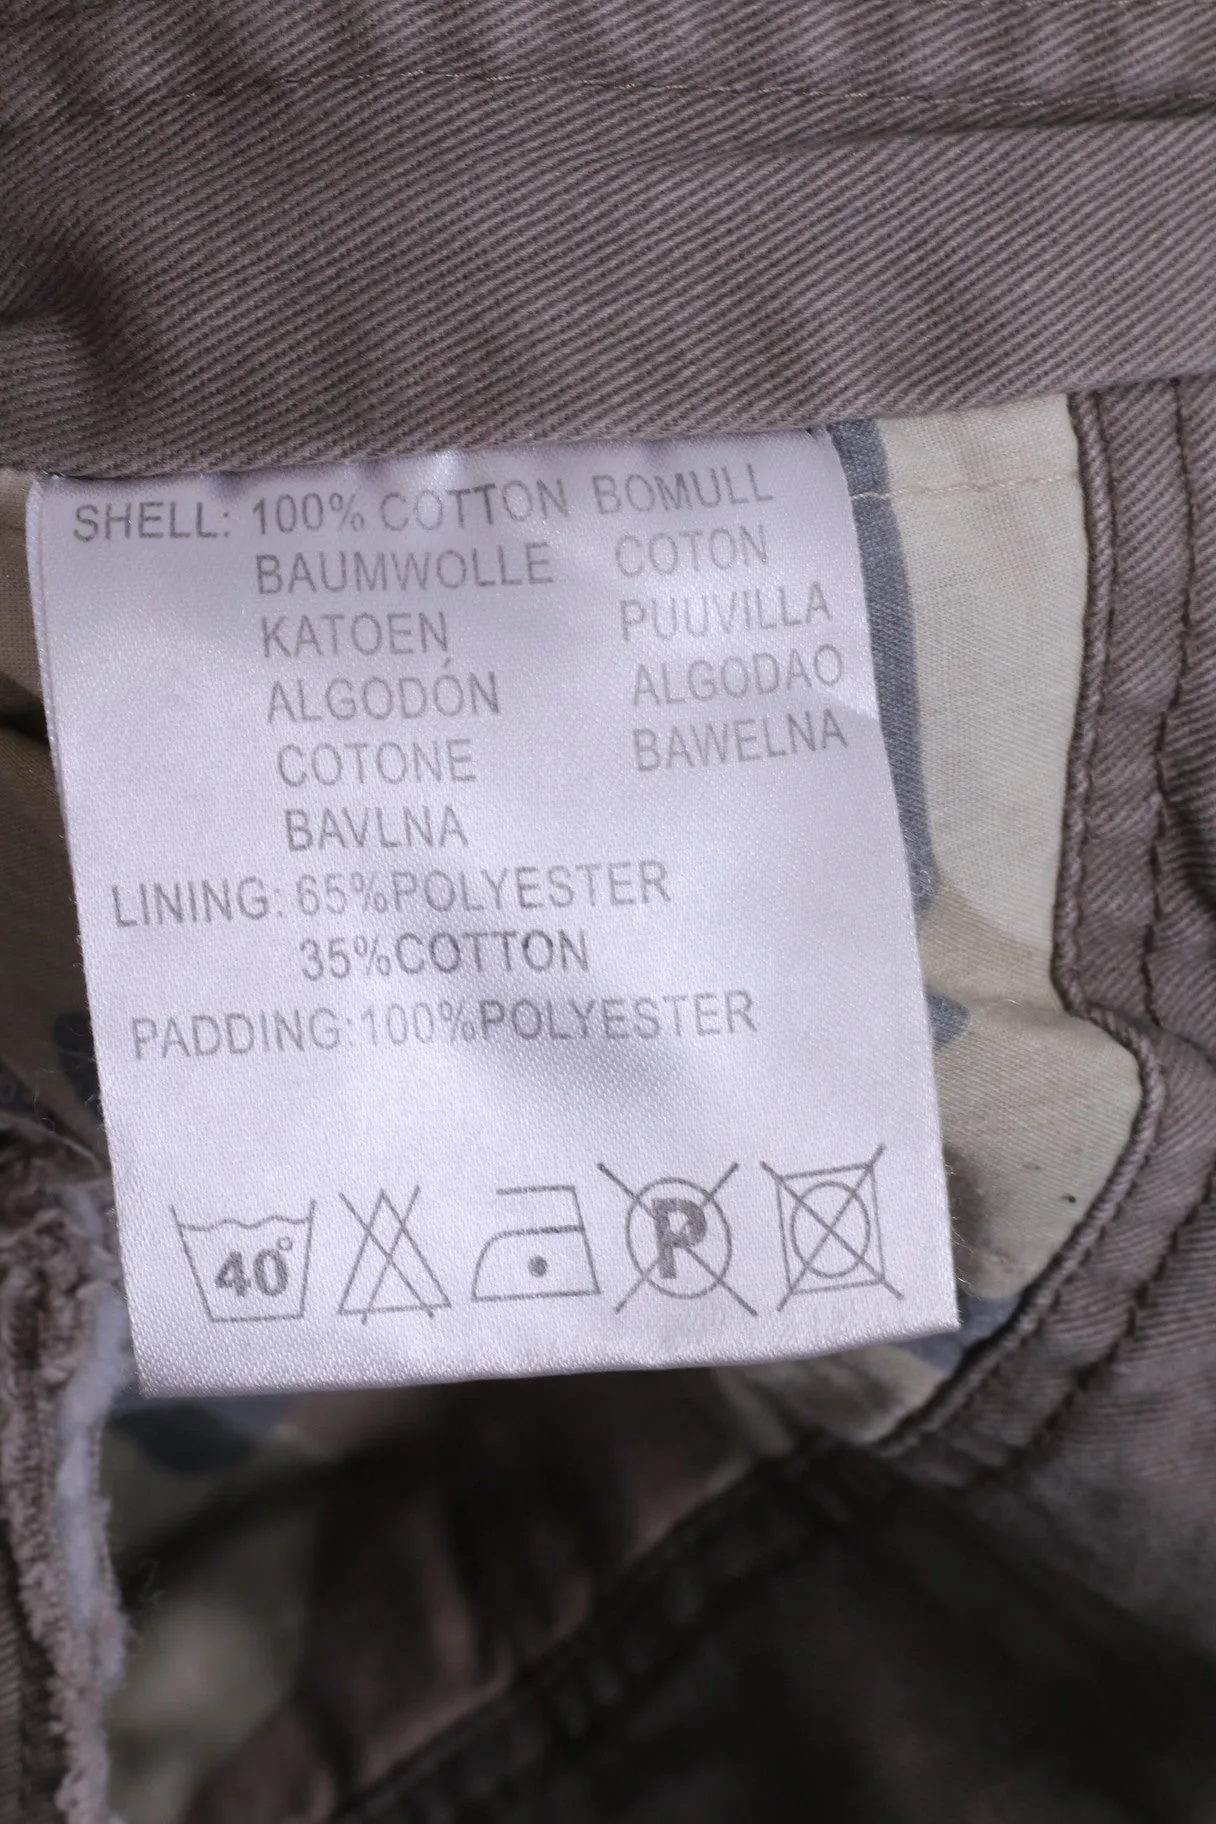 SHELL: 100% COTTON BOMULL
BAUMWOLLE COTON
KATOEN PUUVILLA
ALGODÓN ALGODAO
COTONE BAWELNA
BAVLNA
LINING: 65%POLYESTER
35%COTTON
PADDING:100%POLYESTER
40° P